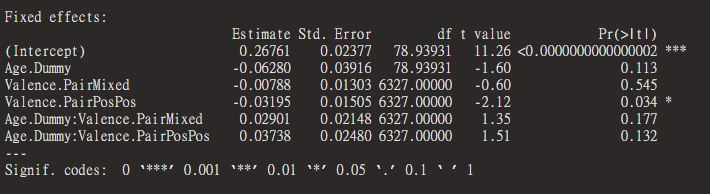 Fixed effects:
Estimate Std. Error df t value Pr(>|t|)
(Intercept) 0.26761 0.02377 78.93931 11.26 <0.0000000000000002 ***
Age.Dummy -0.06280 0.03916 78.93931 -1.60 0.113
Valence.PairMixed -0.00788 0.01303 6327.00000 -0.60 0.545
Valence.PairPosPos -0.03195 0.01505 6327.00000 -2.12 0.034 *
Age.Dummy:Valence.PairMixed 0.02901 0.02148 6327.00000 1.35 0.177
Age.Dummy:Valence.PairPosPos 0.03738 0.02480 6327.00000 1.51 0.132
---
Signif. codes: 0 ‘***’ 0.001 ‘**’ 0.01 ‘*’ 0.05 ‘.’ 0.1 ‘ ’ 1